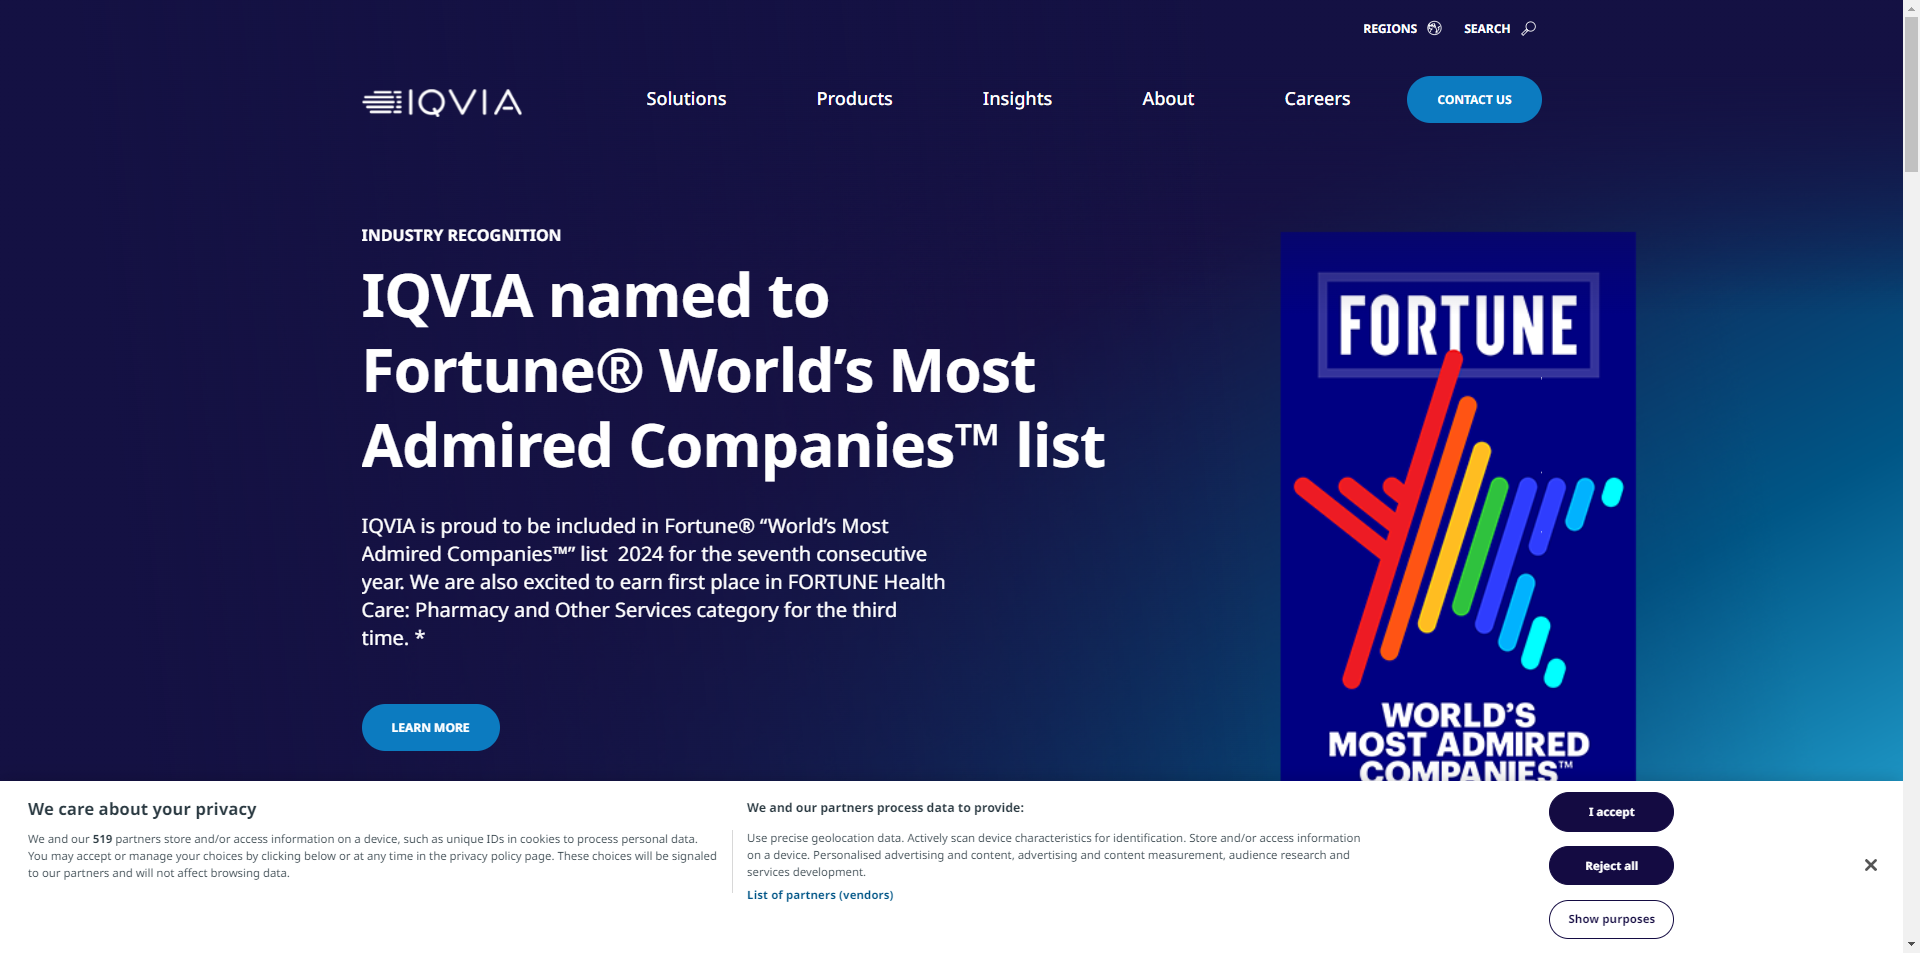 REGIONS
SEARCH
IQVIA
Solutions
Products
Insights
About
Careers
CONTACT US
INDUSTRY RECOGNITION
IQVIA named to
Fortune® World’s Most
Admired Companies™ list
IQVIA is proud to be included in Fortune® “World’s Most
Admired Companies™” list  2024 for the seventh consecutive
year. We are also excited to earn first place in FORTUNE Health
Care: Pharmacy and Other Services category for the third
time. *
LEARN MORE
FORTUNE
WORLD’S
MOST ADMIRED
COMPANIES™
We care about your privacy
We and our 519 partners store and/or access information on a device, such as unique IDs in cookies to process personal data.
You may accept or manage your choices by clicking below or at any time in the privacy policy page. These choices will be signaled
to our partners and will not affect browsing data.
We and our partners process data to provide:
Use precise geolocation data. Actively scan device characteristics for identification. Store and/or access information
on a device. Personalised advertising and content, advertising and content measurement, audience research and
services development.
List of partners (vendors)
I accept
Reject all
Show purposes